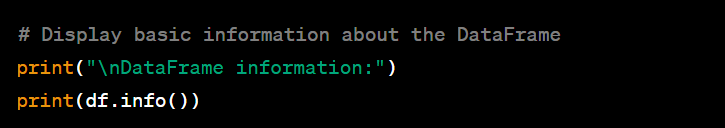 # Display basic information about the DataFrame
print("\nDataFrame information:")
print(df.info())